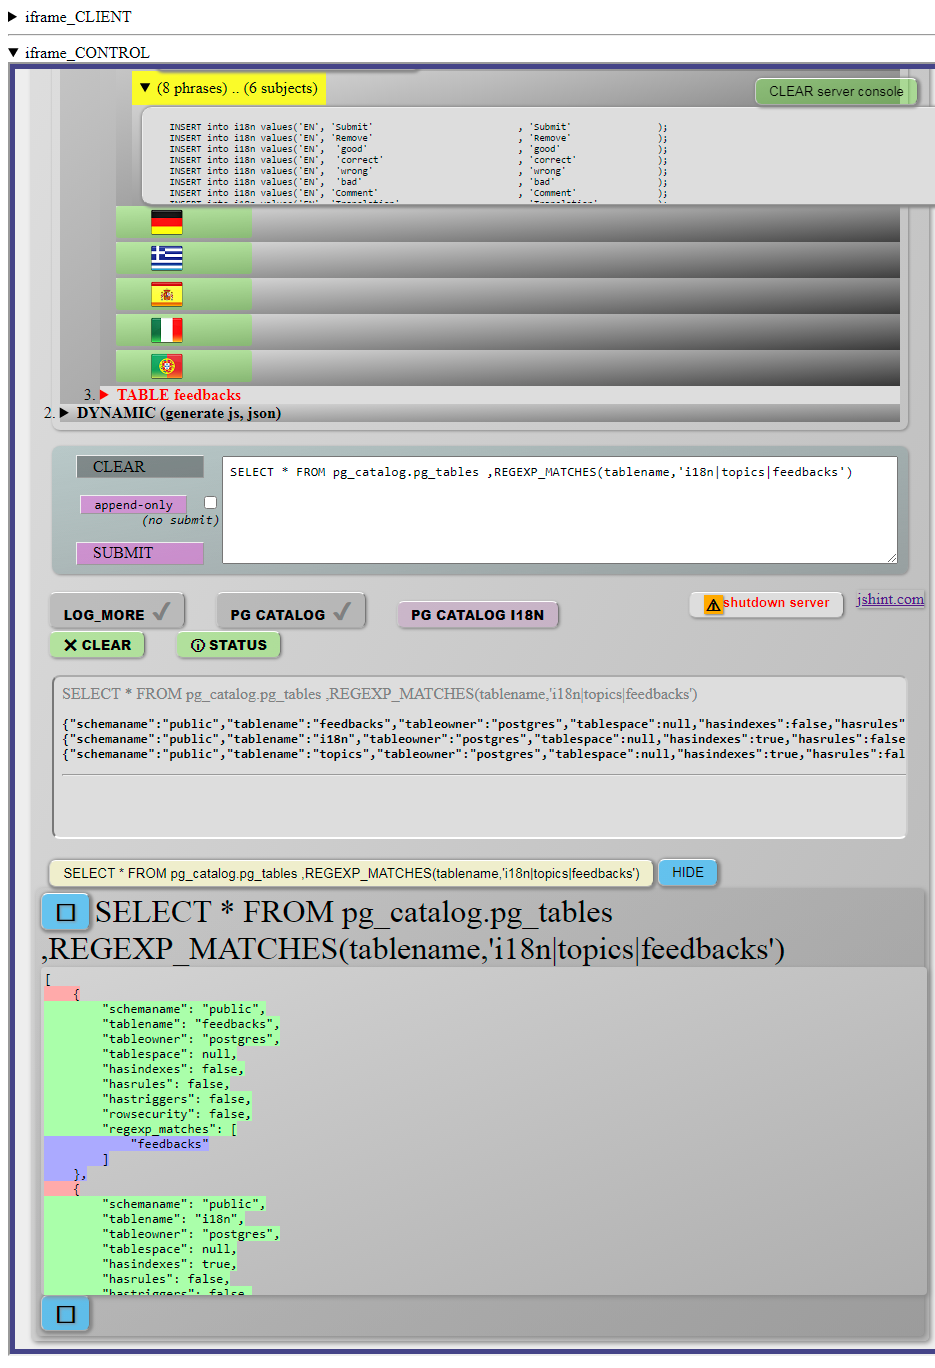 ▶ iframe_CLIENT
▼ iframe_CONTROL
▼ (8 phrases) .. (6 subjects)
CLEAR server console
INSERT into i18n values('EN', 'Submit' , 'Submit' );
INSERT into i18n values('EN', 'Remove' , 'Remove' );
INSERT into i18n values('EN', 'good' , 'good' );
INSERT into i18n values('EN', 'correct' , 'correct' );
INSERT into i18n values('EN', 'wrong' , 'wrong' );
INSERT into i18n values('EN', 'bad' , 'bad' );
INSERT into i18n values('EN', 'Comment' , 'Comment' );
INSERT into i18n values('EN', 'Translation' , 'Translation' );
3. ▶ TABLE feedbacks
2. ▶ DYNAMIC (generate js, json)
CLEAR
SELECT * FROM pg_catalog.pg_tables ,REGEXP_MATCHES(tablename,'i18n|topics|feedbacks')
append-only
(no submit)
SUBMIT
LOG_MORE ✔ PG CATALOG ✔ PG CATALOG I18N
shutdown server
jshint.com
✕ CLEAR
STATUS
SELECT * FROM pg_catalog.pg_tables ,REGEXP_MATCHES(tablename,'i18n|topics|feedbacks')
{"schemaname":"public","tablename":"feedbacks","tableowner":"postgres","tablespace":null,"hasindexes":false,"hasrules"
{"schemaname":"public","tablename":"i18n","tableowner":"postgres","tablespace":null,"hasindexes":true,"hasrules":false
{"schemaname":"public","tablename":"topics","tableowner":"postgres","tablespace":null,"hasindexes":true,"hasrules":fal
SELECT * FROM pg_catalog.pg_tables ,REGEXP_MATCHES(tablename,'i18n|topics|feedbacks')
HIDE
SELECT * FROM pg_catalog.pg_tables
,REGEXP_MATCHES(tablename,'i18n|topics|feedbacks')
[
{
"schemaname": "public",
"tablename": "feedbacks",
"tableowner": "postgres",
"tablespace": null,
"hasindexes": false,
"hasrules": false,
"hastriggers": false,
"rowsecurity": false,
"regexp_matches": [
"feedbacks"
]
},
{
"schemaname": "public",
"tablename": "i18n",
"tableowner": "postgres",
"tablespace": null,
"hasindexes": true,
"hasrules": false,
"hastriggers": false,